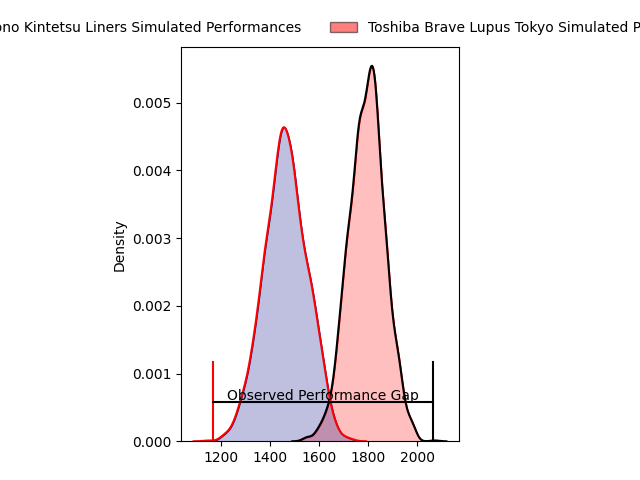 Kintetsu Liners Simulated Performances
Toshiba Brave Lupus Tokyo Simulated
Density
0.005
0.004
0.003
0.002
0.001
0.000
Observed Performance Gap
1200 1400 1600 1800 2000